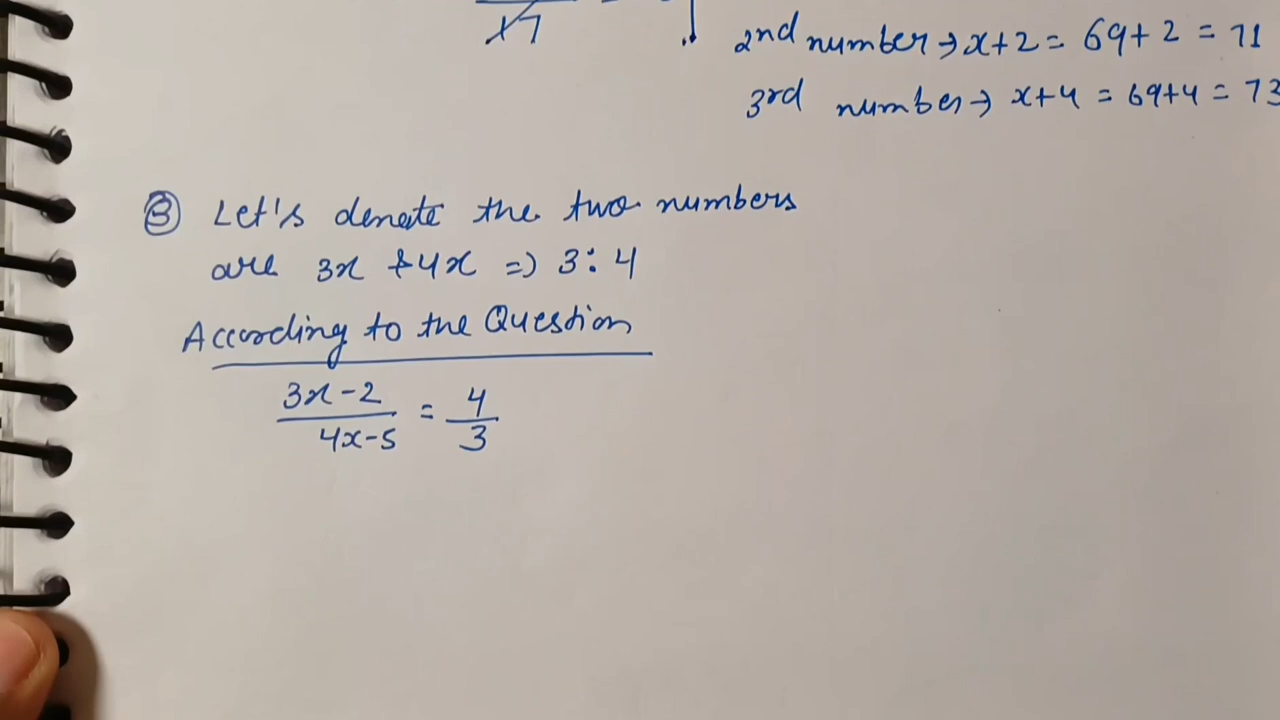 17
2nd number → x+2 = 69+2 = 71
3rd number → x+4 = 69+4 = 73
③ Let's denote the two numbers
are 3x & 4x => 3:4
According to the Question
3x-2 / 4x-5 = 4 / 3